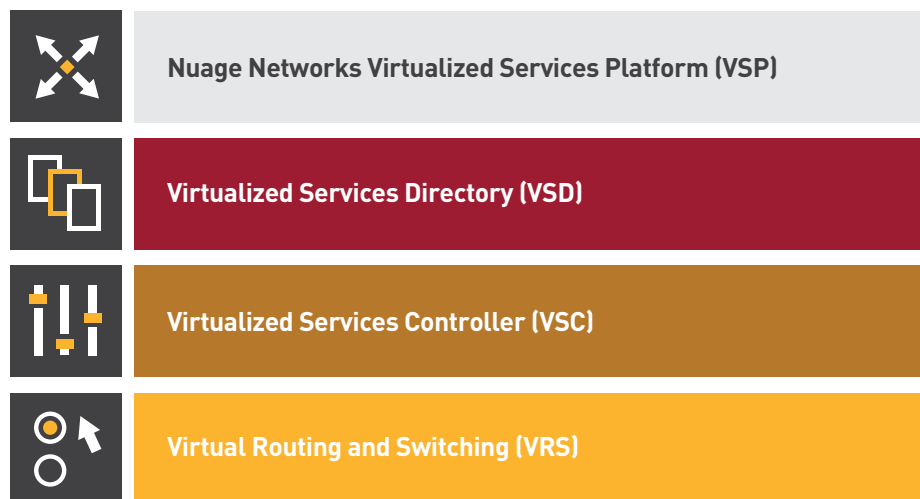 Nuage Networks Virtualized Services Platform (VSP)
Virtualized Services Directory (VSD)
Virtualized Services Controller (VSC)
Virtual Routing and Switching (VRS)